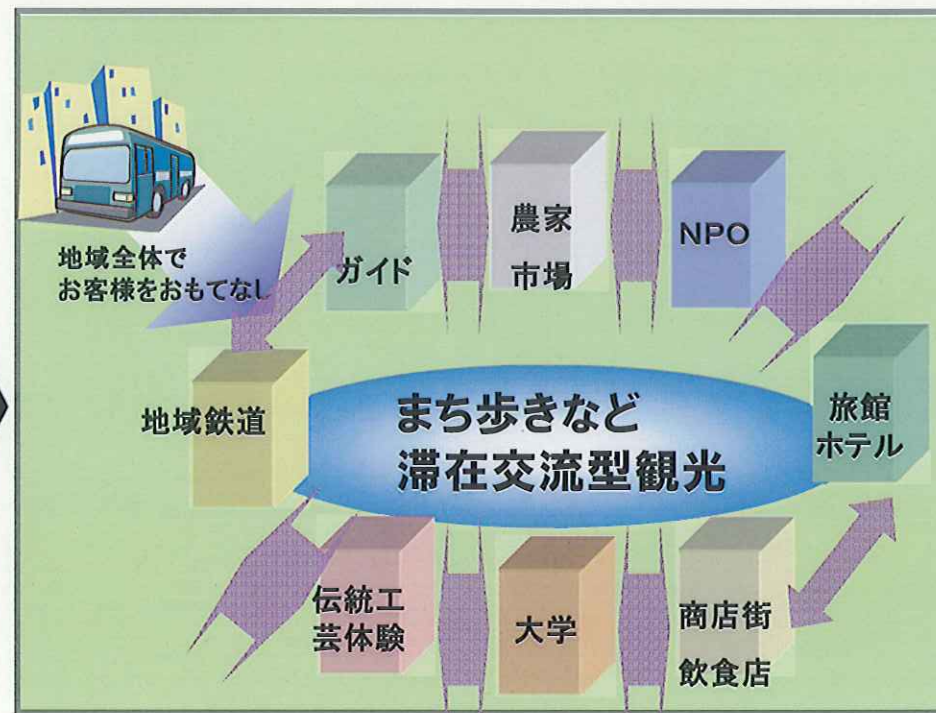 地域全体で
お客様をおもてなし
ガイド
農家
市場
NPO
地域鉄道
まち歩きなど
滞在交流型観光
旅館
ホテル
伝統工
芸体験
大学
商店街
飲食店